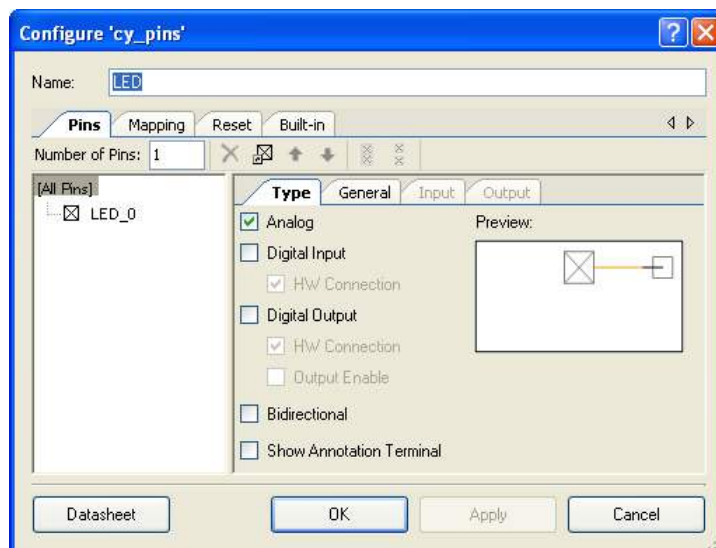 Configure 'cy_pins'
Name: LED
Pins Mapping Reset Built-in
Number of Pins: 1
[All Pins]
LED_0
Type General Input Output
Analog
Preview:
Digital Input
HW Connection
Digital Output
HW Connection
Output Enable
Bidirectional
Show Annotation Terminal
Datasheet OK Apply Cancel